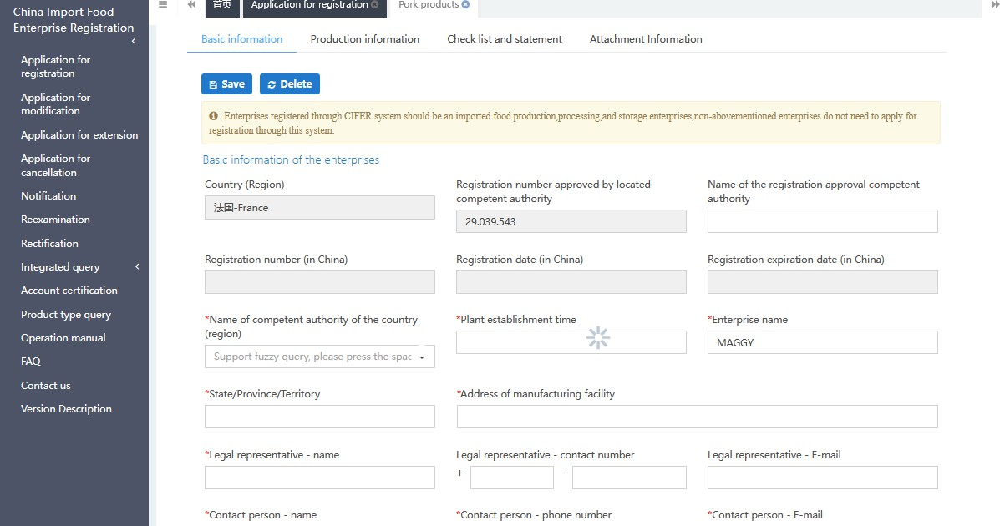 China Import Food
Enterprise Registration
Application for
registration
Application for
modification
Application for extension
Application for
cancellation
Notification
Reexamination
Rectification
Integrated query
Account certification
Product type query
Operation manual
FAQ
Contact us
Version Description
首页
Application for registration
Pork products
Basic information
Production information
Check list and statement
Attachment Information
Save
Delete
Enterprises registered through CIFER system should be an imported food production,processing,and storage enterprises,non-abovementioned enterprises do not need to apply for
registration through this system.
Basic information of the enterprises
Country (Region)
法国-France
Registration number approved by located
competent authority
29.039.543
Name of the registration approval competent
authority
Registration number (in China)
Registration date (in China)
Registration expiration date (in China)
*Name of competent authority of the country
(region)
Support fuzzy query, please press the spac
*Plant establishment time
*Enterprise name
MAGGY
*State/Province/Territory
*Address of manufacturing facility
*Legal representative - name
Legal representative - contact number
+ -
Legal representative - E-mail
*Contact person - name
*Contact person - phone number
*Contact person - E-mail